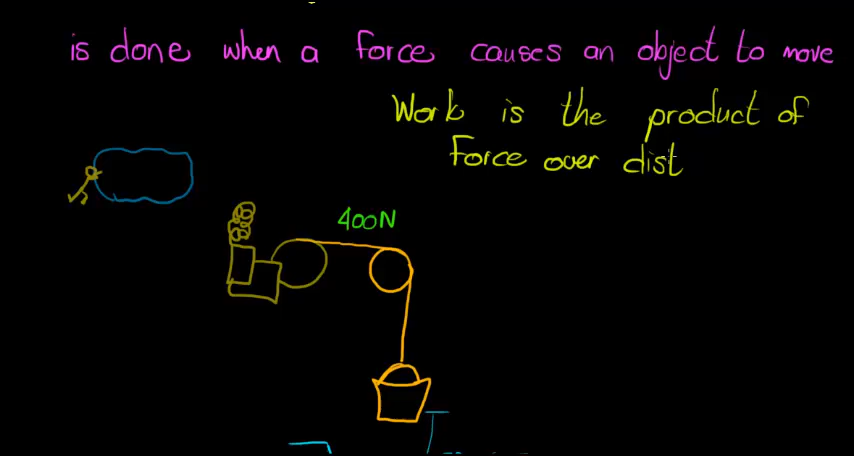 is done when a force causes an object to move
Work is the product of
Force over dist
400N